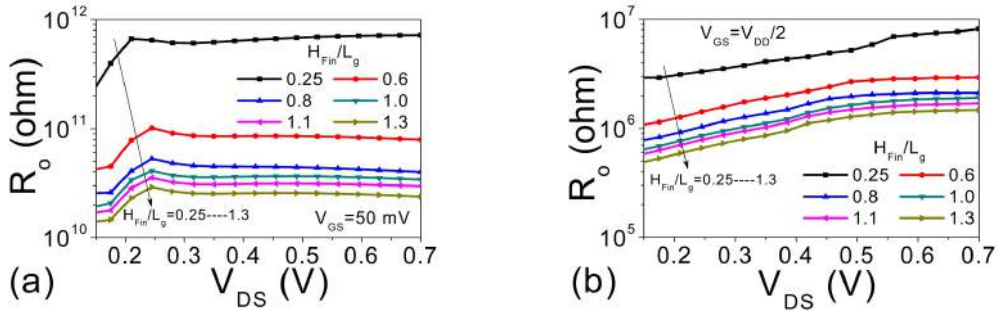 10^12
10^11
10^10
R_o (ohm)
H_Fin/L_g
0.25 0.6
0.8 1.0
1.1 1.3
H_Fin/L_g=0.25----1.3
V_GS=50 mV
0.2 0.3 0.4 0.5 0.6 0.7
(a) V_DS (V)
10^7
10^6
10^5
R_o (ohm)
V_GS=V_DD/2
H_Fin/L_g
H_Fin/L_g=0.25----1.3
0.25 0.6
0.8 1.0
1.1 1.3
0.2 0.3 0.4 0.5 0.6 0.7
(b) V_DS (V)